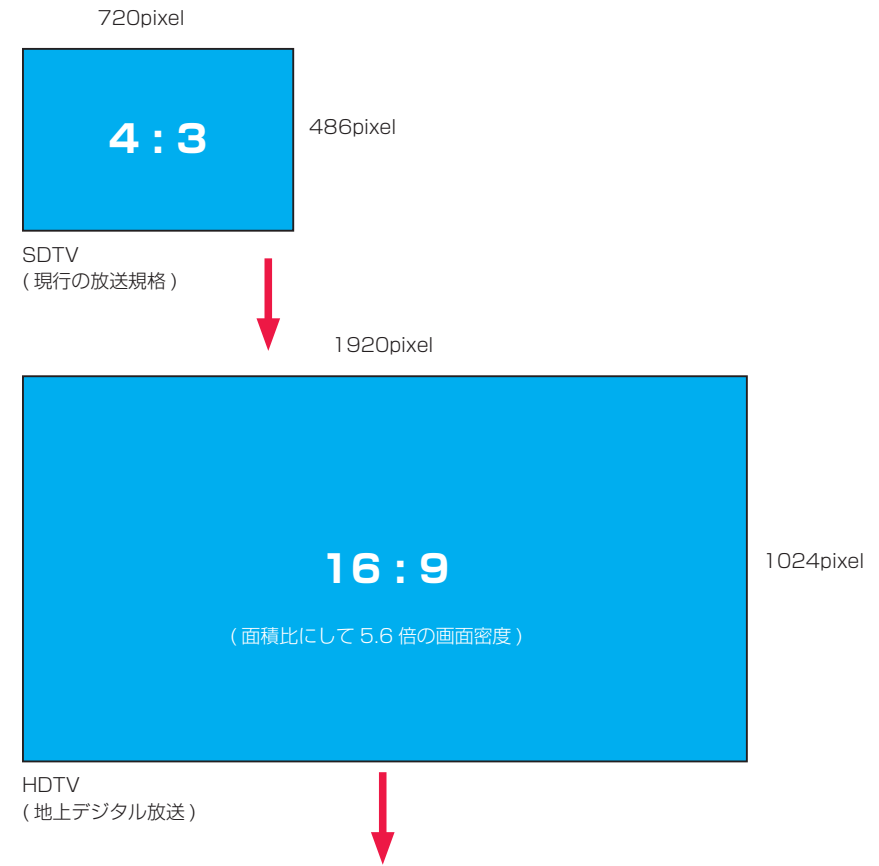 720pixel
4 : 3
486pixel
SDTV
( 現行の放送規格 )
1920pixel
16 : 9
1024pixel
( 面積比にして 5.6 倍の画面密度 )
HDTV
( 地上デジタル放送 )